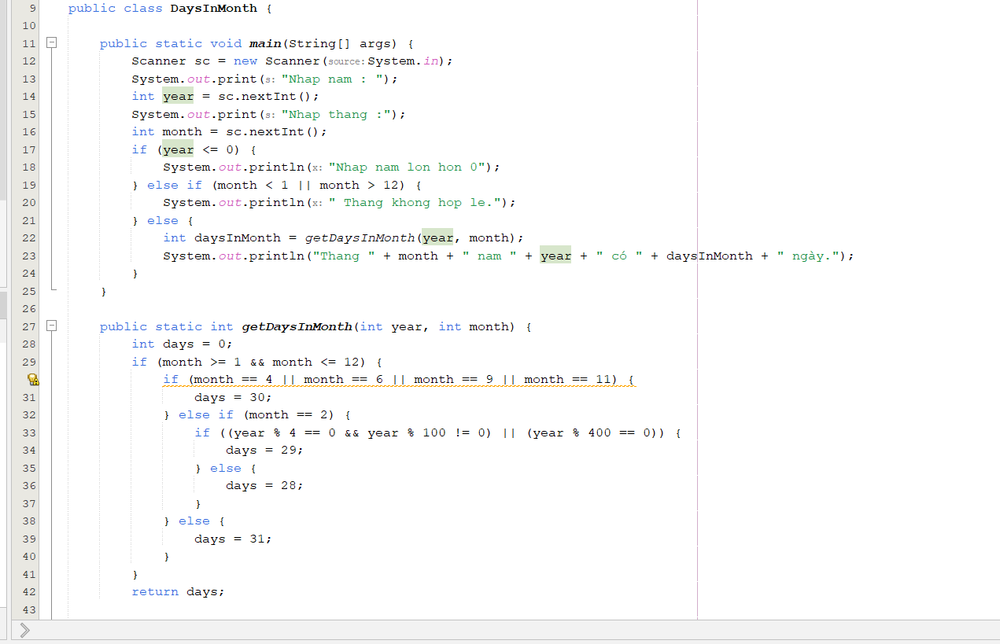 9 public class DaysInMonth {
10
11 public static void main(String[] args) {
12 Scanner sc = new Scanner(source: System.in);
13 System.out.print(s: "Nhap nam : ");
14 int year = sc.nextInt();
15 System.out.print(s: "Nhap thang :");
16 int month = sc.nextInt();
17 if (year <= 0) {
18 System.out.println(x: "Nhap nam lon hon 0");
19 } else if (month < 1 || month > 12) {
20 System.out.println(x: " Thang khong hop le.");
21 } else {
22 int daysInMonth = getDaysInMonth(year, month);
23 System.out.println("Thang " + month + " nam " + year + " có " + daysInMonth + " ngày.");
24 }
25 }
26
27 public static int getDaysInMonth(int year, int month) {
28 int days = 0;
29 if (month >= 1 && month <= 12) {
if (month == 4 || month == 6 || month == 9 || month == 11) {
31 days = 30;
32 } else if (month == 2) {
33 if ((year % 4 == 0 && year % 100 != 0) || (year % 400 == 0)) {
34 days = 29;
35 } else {
36 days = 28;
37 }
38 } else {
39 days = 31;
40 }
41 }
42 return days;
43